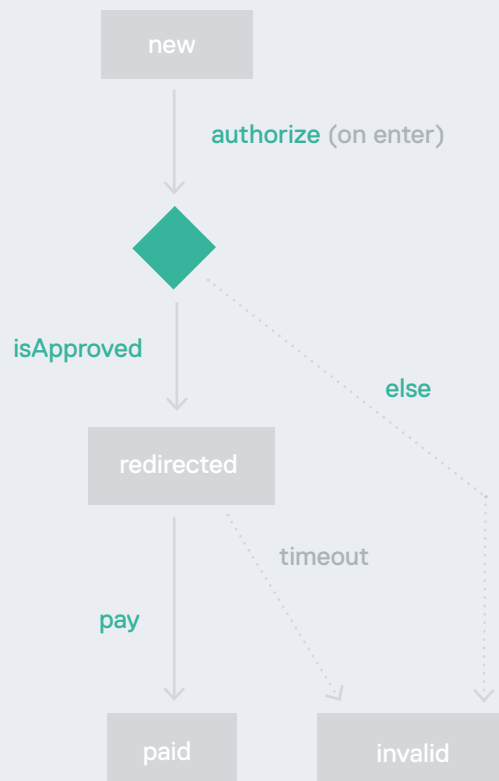 new
authorize (on enter)
isApproved
else
redirected
timeout
pay
paid
invalid